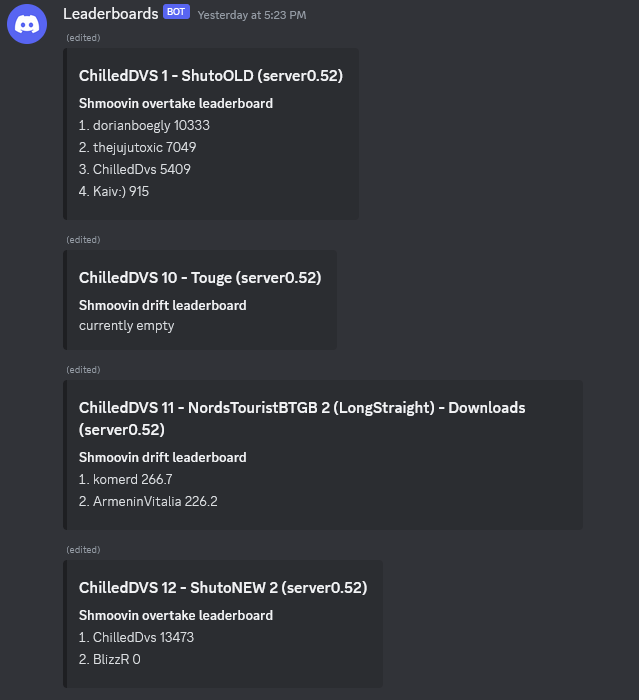 Leaderboards BOT Yesterday at 5:23 PM
(edited)
ChilledDVS 1 - ShutoOLD (server0.52)
Shmoovin overtake leaderboard
1. dorianboegly 10333
2. thejujutoxic 7049
3. ChilledDvs 5409
4. Kaiv:) 915
(edited)
ChilledDVS 10 - Touge (server0.52)
Shmoovin drift leaderboard
currently empty
(edited)
ChilledDVS 11 - NordsTouristBTGB 2 (LongStraight) - Downloads
(server0.52)
Shmoovin drift leaderboard
1. komerd 266.7
2. ArmeninVitalia 226.2
(edited)
ChilledDVS 12 - ShutoNEW 2 (server0.52)
Shmoovin overtake leaderboard
1. ChilledDvs 13473
2. BlizzR 0